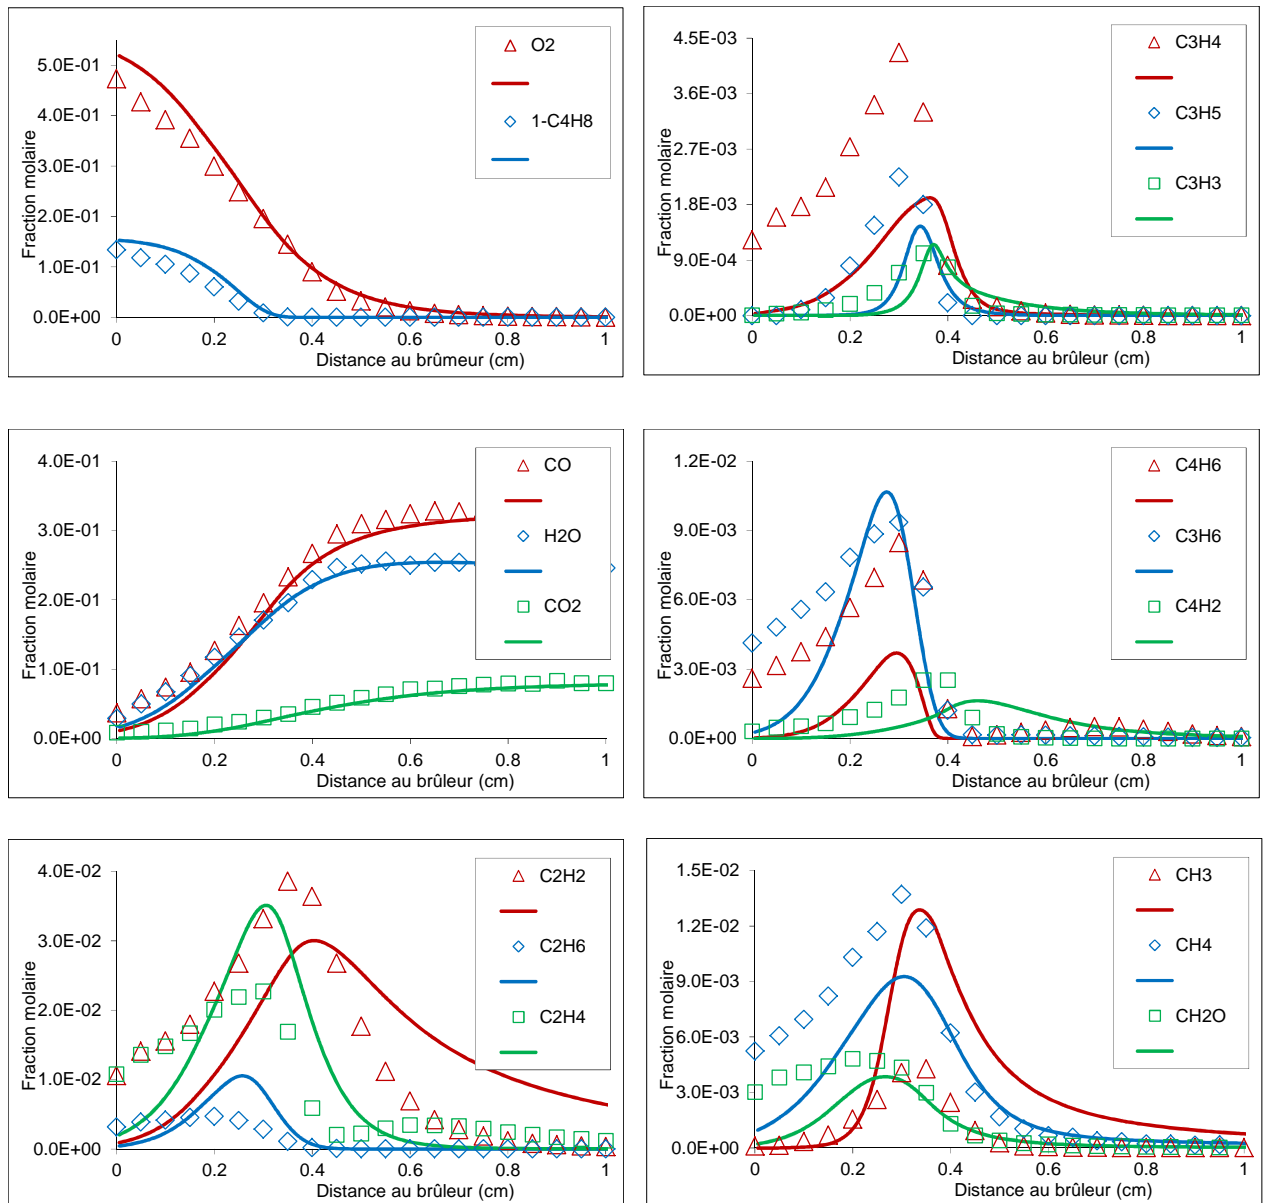 Fraction molaire
5.0E-01
4.0E-01
3.0E-01
2.0E-01
1.0E-01
0.0E+00
0
0.2
0.4
0.6
0.8
1
Distance au brûmeur (cm)
O2
1-C4H8
Fraction molaire
4.5E-03
3.6E-03
2.7E-03
1.8E-03
9.0E-04
0.0E+00
0
0.2
0.4
0.6
0.8
1
Distance au brûleur (cm)
C3H4
C3H5
C3H3
Fraction molaire
4.0E-01
3.0E-01
2.0E-01
1.0E-01
0.0E+00
0
0.2
0.4
0.6
0.8
1
Distance au brûleur (cm)
CO
H2O
CO2
Fraction molaire
1.2E-02
9.0E-03
6.0E-03
3.0E-03
0.0E+00
0
0.2
0.4
0.6
0.8
1
Distance au brûleur (cm)
C4H6
C3H6
C4H2
Fraction molaire
4.0E-02
3.0E-02
2.0E-02
1.0E-02
0.0E+00
0
0.2
0.4
0.6
0.8
1
Distance au brûleur (cm)
C2H2
C2H6
C2H4
Fraction molaire
1.5E-02
1.2E-02
9.0E-03
6.0E-03
3.0E-03
0.0E+00
0
0.2
0.4
0.6
0.8
1
Distance au brûleur (cm)
CH3
CH4
CH2O